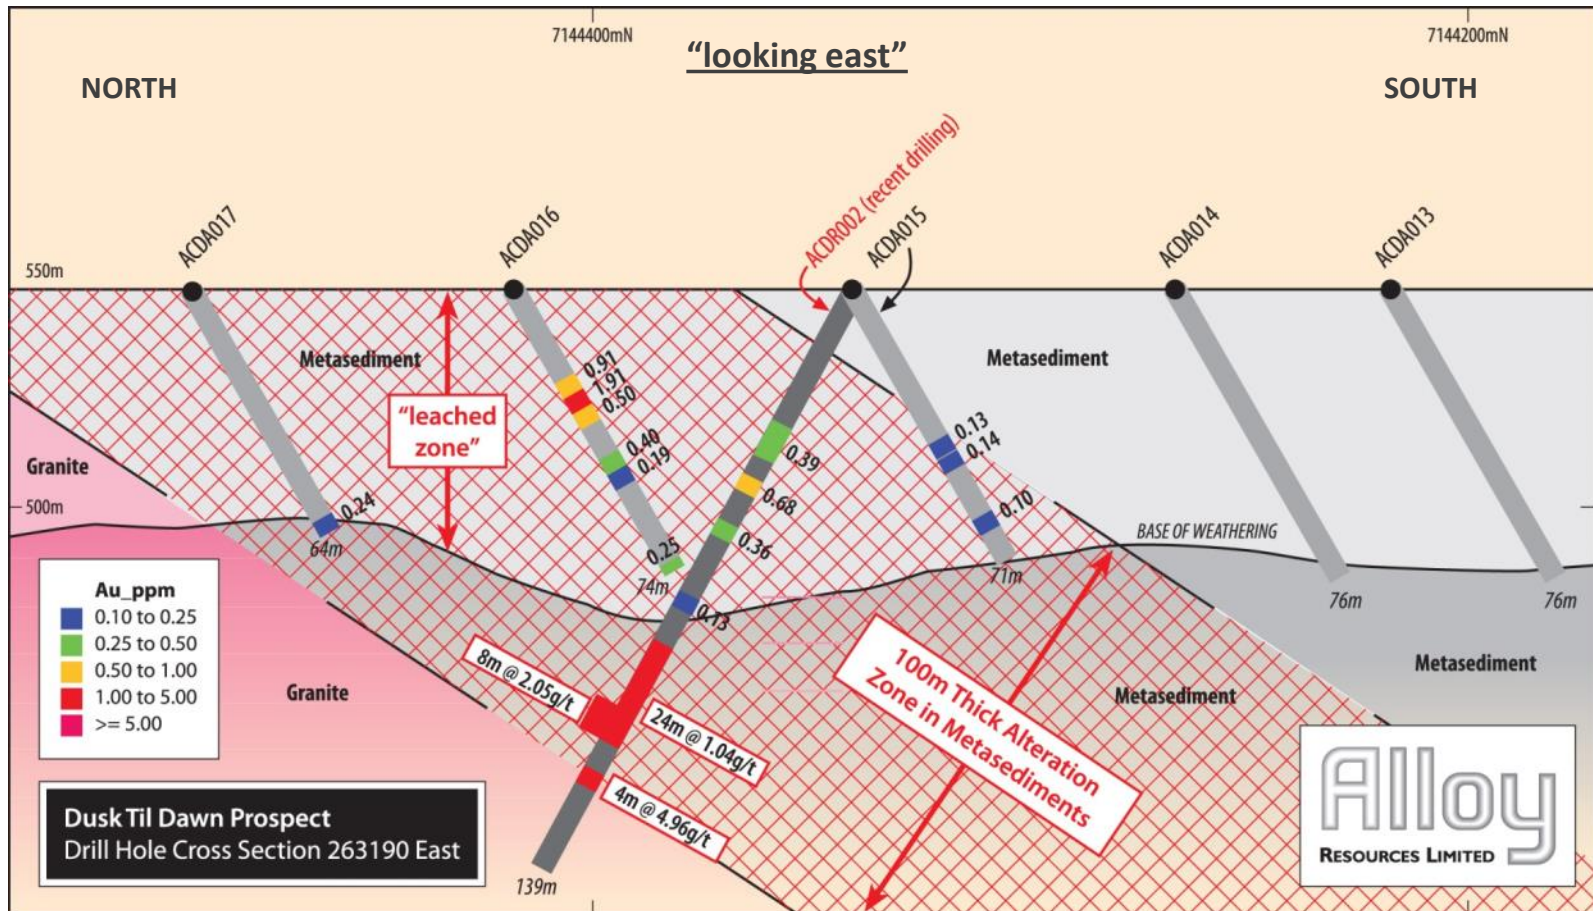 7144400mN
7144200mN
“looking east”
NORTH
SOUTH
ACDA017
ACDA016
ACDR002 (recent drilling)
ACDA015
ACDA014
ACDA013
550m
Metasediment
Metasediment
“leached
zone”
0.91
1.91
0.50
0.40
0.19
0.25
74m
0.39
0.68
0.36
0.13
0.13
0.14
0.10
71m
Granite
500m
0.24
64m
BASE OF WEATHERING
76m
76m
Au_ppm
0.10 to 0.25
0.25 to 0.50
0.50 to 1.00
1.00 to 5.00
>= 5.00
Granite
8m @ 2.05g/t
24m @ 1.04g/t
4m @ 4.96g/t
139m
100m Thick Alteration
Zone in Metasediments
Metasediment
Metasediment
Dusk Til Dawn Prospect
Drill Hole Cross Section 263190 East
Alloy
RESOURCES LIMITED